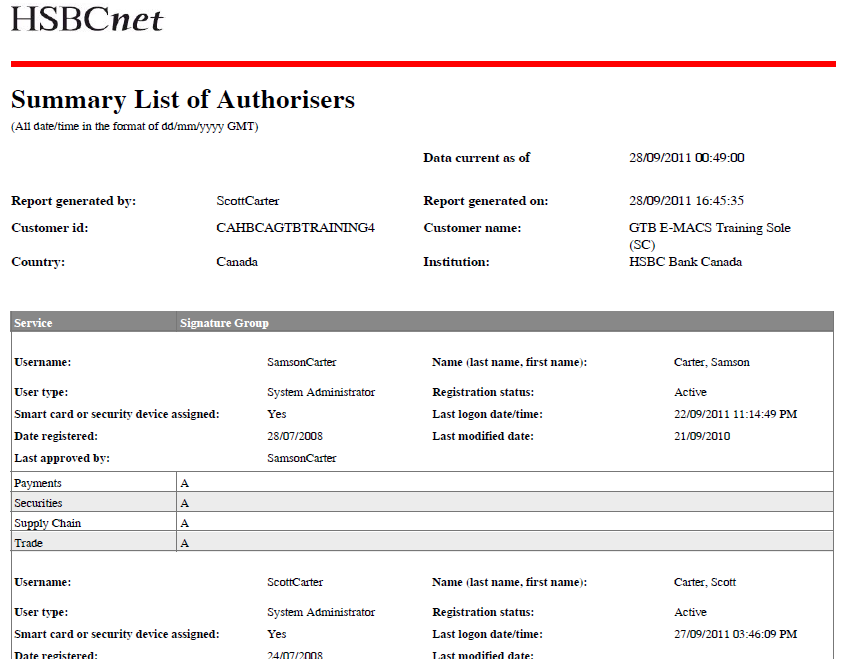 HSBCnet
Summary List of Authorisers
(All date/time in the format of dd/mm/yyyy GMT)
Data current as of 28/09/2011 00:49:00
Report generated by: ScottCarter Report generated on: 28/09/2011 16:45:35
Customer id: CAHBCAGTBTRAINING4 Customer name: GTB E-MACS Training Sole
(SC)
Country: Canada Institution: HSBC Bank Canada
Service Signature Group
Username: SamsonCarter Name (last name, first name): Carter, Samson
User type: System Administrator Registration status: Active
Smart card or security device assigned: Yes Last logon date/time: 22/09/2011 11:14:49 PM
Date registered: 28/07/2008 Last modified date: 21/09/2010
Last approved by: SamsonCarter
Payments A
Securities A
Supply Chain A
Trade A
Username: ScottCarter Name (last name, first name): Carter, Scott
User type: System Administrator Registration status: Active
Smart card or security device assigned: Yes Last logon date/time: 27/09/2011 03:46:09 PM
Date registered: 24/07/2008 Last modified date: